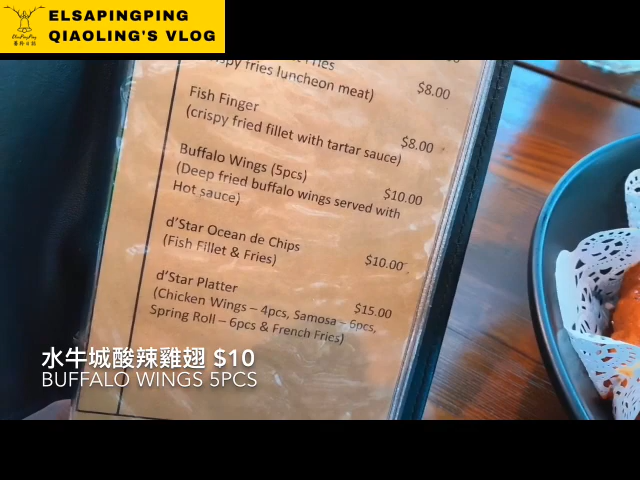 ELSAPINGPING
QIAOLING'S VLOG
Fries
fries luncheon meat)
$8.00
Fish Finger
(crispy fried fillet with tartar sauce)
$8.00
Buffalo Wings (5pcs)
$10.00
(Deep fried buffalo wings served with
Hot sauce)
d'Star Ocean de Chips
$10.00
(Fish Fillet & Fries)
d'Star Platter
$15.00
(Chicken Wings – 4pcs, Samosa – 6pcs,
Spring Roll – 6pcs & French Fries)
水牛城酸辣雞翅 $10
BUFFALO WINGS 5PCS